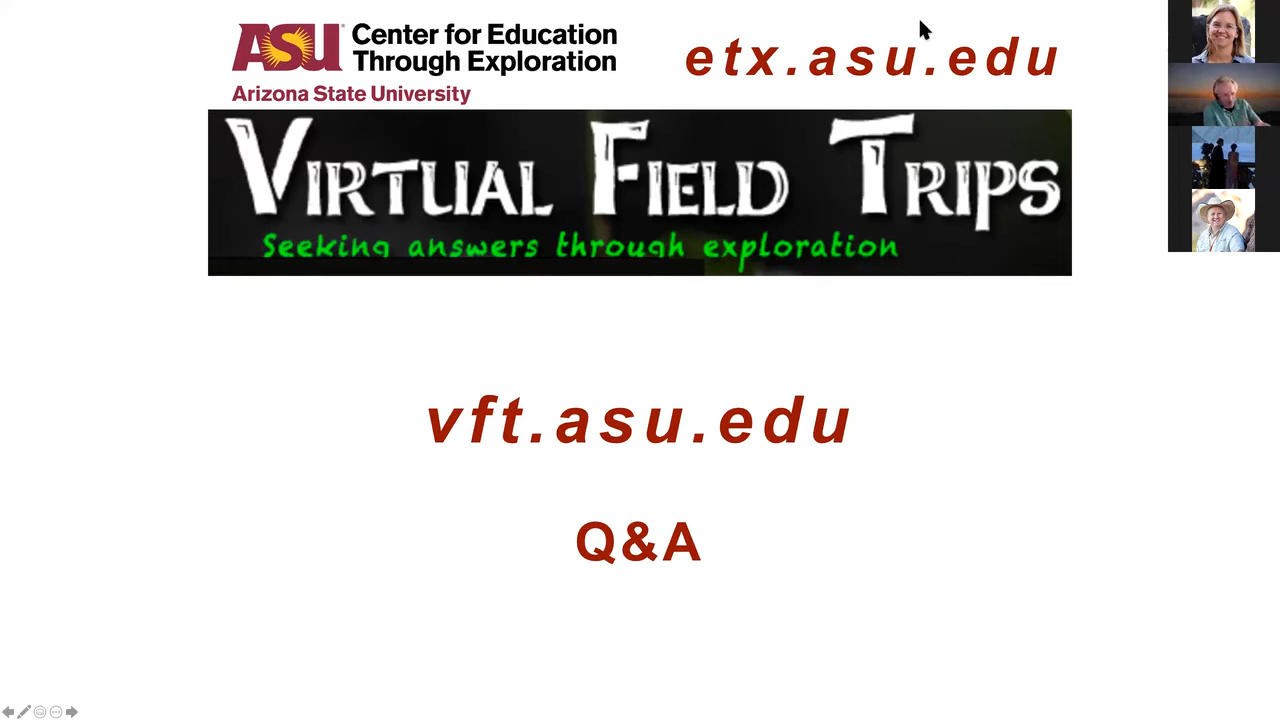 ASU Center for Education
Through Exploration
Arizona State University
etx.asu.edu
VIRTUAL FIELD TRIPS
Seeking answers through exploration
vft.asu.edu
Q&A